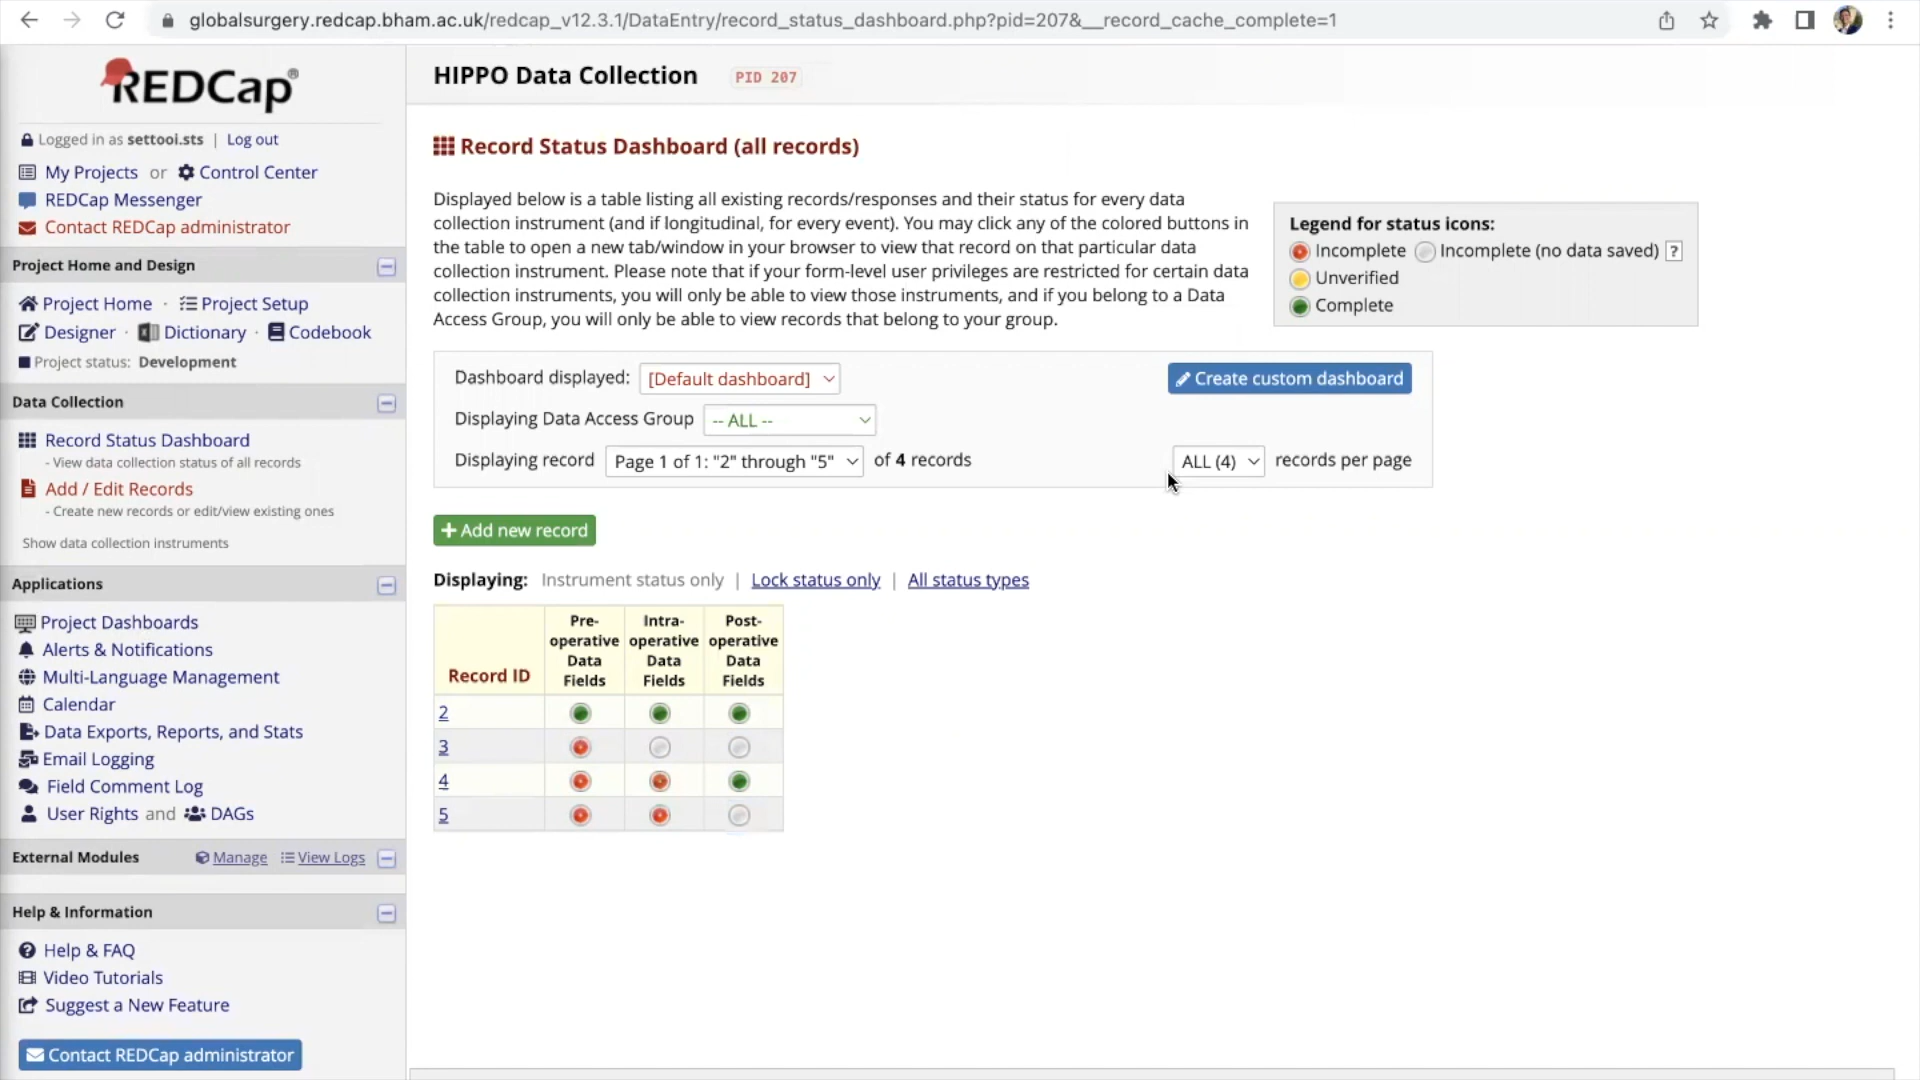 globalsurgery.redcap.bham.ac.uk/redcap_v12.3.1/DataEntry/record_status_dashboard.php?pid=207&__record_cache_complete=1
REDCap®
Logged in as settooi.sts | Log out
My Projects or Control Center
REDCap Messenger
Contact REDCap administrator
Project Home and Design
Project Home · Project Setup
Designer · Dictionary · Codebook
Project status: Development
Data Collection
Record Status Dashboard
- View data collection status of all records
Add / Edit Records
- Create new records or edit/view existing ones
Show data collection instruments
Applications
Project Dashboards
Alerts & Notifications
Multi-Language Management
Calendar
Data Exports, Reports, and Stats
Email Logging
Field Comment Log
User Rights and DAGs
External Modules Manage View Logs
Help & Information
Help & FAQ
Video Tutorials
Suggest a New Feature
Contact REDCap administrator
HIPPO Data Collection PID 207
Record Status Dashboard (all records)
Displayed below is a table listing all existing records/responses and their status for every data
collection instrument (and if longitudinal, for every event). You may click any of the colored buttons in
the table to open a new tab/window in your browser to view that record on that particular data
collection instrument. Please note that if your form-level user privileges are restricted for certain data
collection instruments, you will only be able to view those instruments, and if you belong to a Data
Access Group, you will only be able to view records that belong to your group.
Legend for status icons:
Incomplete Incomplete (no data saved) ?
Unverified
Complete
Dashboard displayed: [Default dashboard] Create custom dashboard
Displaying Data Access Group -- ALL --
Displaying record Page 1 of 1: "2" through "5" of 4 records ALL (4) records per page
+ Add new record
Displaying: Instrument status only | Lock status only | All status types
Record ID
Pre-
operative
Data
Fields
Intra-
operative
Data
Fields
Post-
operative
Data
Fields
2
3
4
5